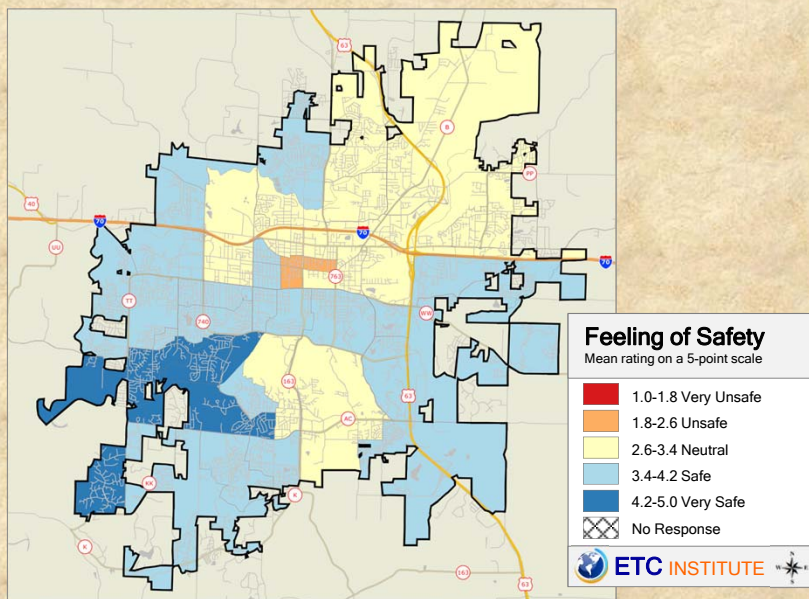 63
B
PP
40
70
70
UU
70
763
TT
740
WW
163
63
AC
KK
K
K
163
63
Feeling of Safety
Mean rating on a 5-point scale
1.0-1.8 Very Unsafe
1.8-2.6 Unsafe
2.6-3.4 Neutral
3.4-4.2 Safe
4.2-5.0 Very Safe
No Response
ETC INSTITUTE
N
W E
S